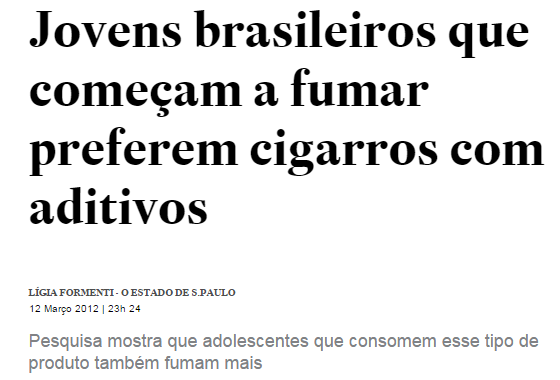 Jovens brasileiros que
começam a fumar
preferem cigarros com
aditivos
LÍGIA FORMENTI - O ESTADO DE S.PAULO
12 Março 2012 | 23h 24
Pesquisa mostra que adolescentes que consomem esse tipo de
produto também fumam mais